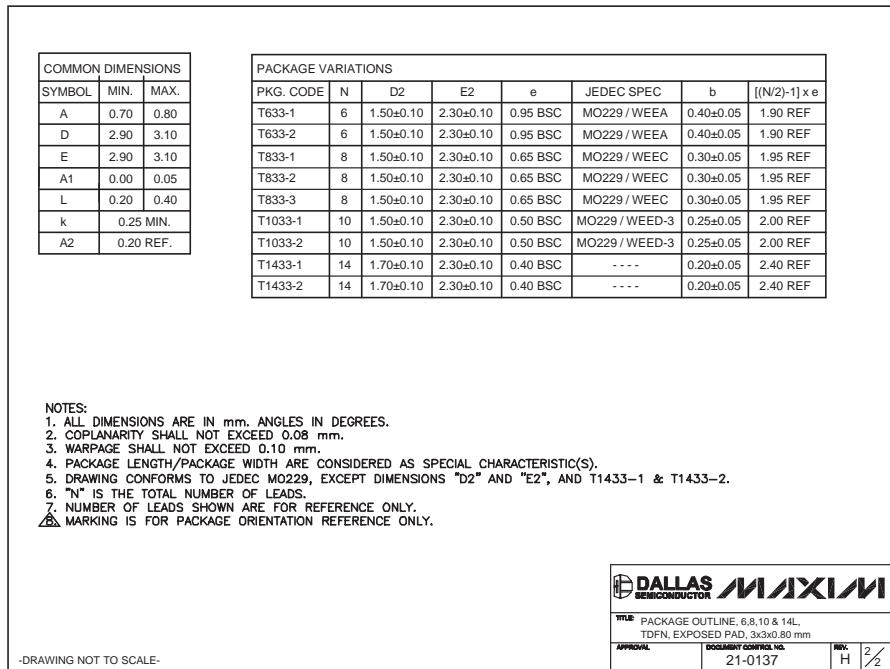 COMMON DIMENSIONS
SYMBOL MIN. MAX.
A 0.70 0.80
D 2.90 3.10
E 2.90 3.10
A1 0.00 0.05
L 0.20 0.40
k 0.25 MIN.
A2 0.20 REF.
PACKAGE VARIATIONS
PKG. CODE N D2 E2 e JEDEC SPEC b [(N/2)-1] x e
T633-1 6 1.50±0.10 2.30±0.10 0.95 BSC MO229 / WEEA 0.40±0.05 1.90 REF
T633-2 6 1.50±0.10 2.30±0.10 0.95 BSC MO229 / WEEA 0.40±0.05 1.90 REF
T833-1 8 1.50±0.10 2.30±0.10 0.65 BSC MO229 / WEEC 0.30±0.05 1.95 REF
T833-2 8 1.50±0.10 2.30±0.10 0.65 BSC MO229 / WEEC 0.30±0.05 1.95 REF
T833-3 8 1.50±0.10 2.30±0.10 0.65 BSC MO229 / WEEC 0.30±0.05 1.95 REF
T1033-1 10 1.50±0.10 2.30±0.10 0.50 BSC MO229 / WEED-3 0.25±0.05 2.00 REF
T1033-2 10 1.50±0.10 2.30±0.10 0.50 BSC MO229 / WEED-3 0.25±0.05 2.00 REF
T1433-1 14 1.70±0.10 2.30±0.10 0.40 BSC - - - - 0.20±0.05 2.40 REF
T1433-2 14 1.70±0.10 2.30±0.10 0.40 BSC - - - - 0.20±0.05 2.40 REF
NOTES:
1. ALL DIMENSIONS ARE IN mm. ANGLES IN DEGREES.
2. COPLANARITY SHALL NOT EXCEED 0.08 mm.
3. WARPAGE SHALL NOT EXCEED 0.10 mm.
4. PACKAGE LENGTH/PACKAGE WIDTH ARE CONSIDERED AS SPECIAL CHARACTERISTIC(S).
5. DRAWING CONFORMS TO JEDEC MO229, EXCEPT DIMENSIONS "D2" AND "E2", AND T1433-1 & T1433-2.
6. "N" IS THE TOTAL NUMBER OF LEADS.
7. NUMBER OF LEADS SHOWN ARE FOR REFERENCE ONLY.
8. MARKING IS FOR PACKAGE ORIENTATION REFERENCE ONLY.
DALLAS SEMICONDUCTOR MAXIM
TITLE: PACKAGE OUTLINE, 6,8,10 & 14L,
TDFN, EXPOSED PAD, 3x3x0.80 mm
APPROVAL DOCUMENT CONTROL NO. REV.
21-0137 H 2/2
-DRAWING NOT TO SCALE-